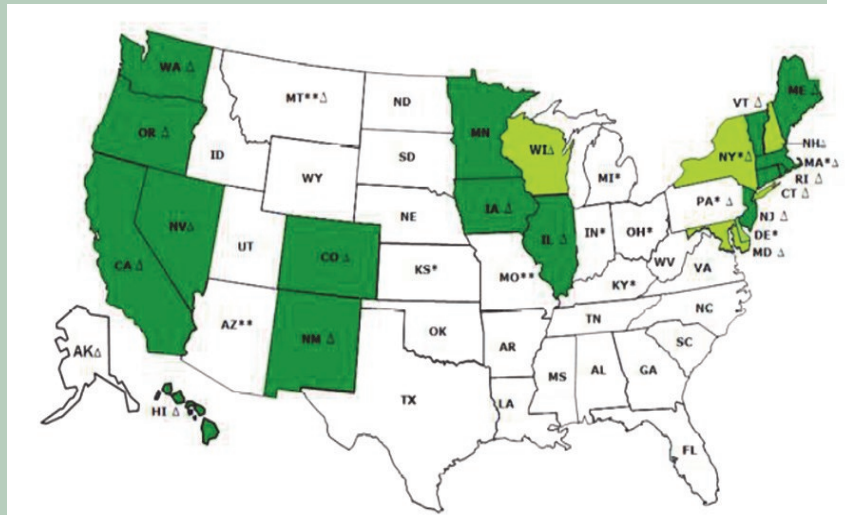 WA Δ
OR Δ
CA Δ
NV Δ
ID
MT**Δ
WY
UT
AZ**
CO Δ
NM Δ
ND
SD
NE
KS*
OK
TX
MN
IA Δ
MO**
AR
LA
WIΔ
IL Δ
MI*
IN*
OH*
KY*
TN
MS
AL
GA
FL
SC
NC
VA
WV
PA* Δ
NY*Δ
VT Δ
ME Δ
NHΔ
MA*Δ
RI Δ
CT Δ
NJ Δ
DE*
MD Δ
AKΔ
HI Δ